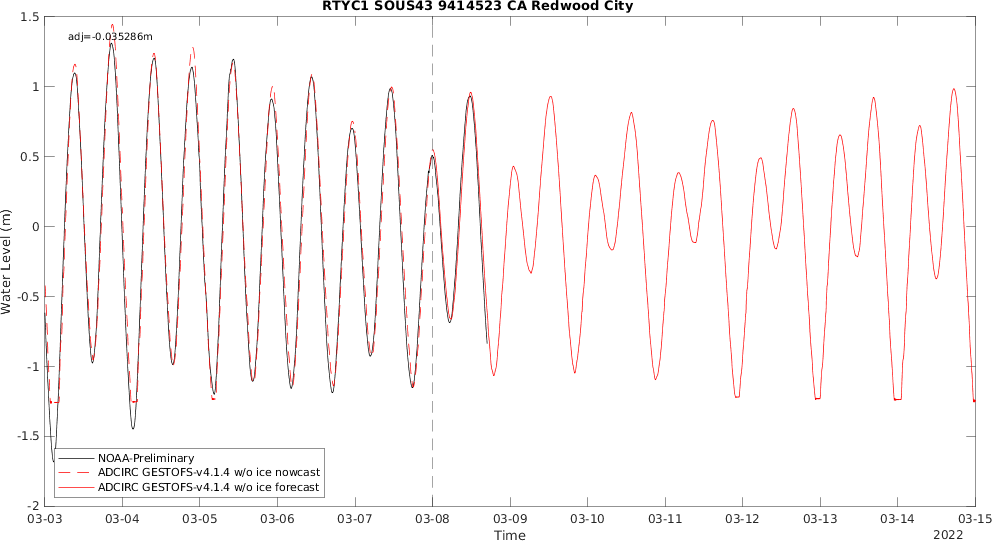 RTYC1 SOUS43 9414523 CA Redwood City
adj=-0.035286m
1.5
1
0.5
0
-0.5
-1
-1.5
-2
Water Level (m)
NOAA-Preliminary
ADCIRC GESTOFS-v4.1.4 w/o ice nowcast
ADCIRC GESTOFS-v4.1.4 w/o ice forecast
03-03 03-04 03-05 03-06 03-07 03-08 03-09 03-10 03-11 03-12 03-13 03-14 03-15
Time
2022